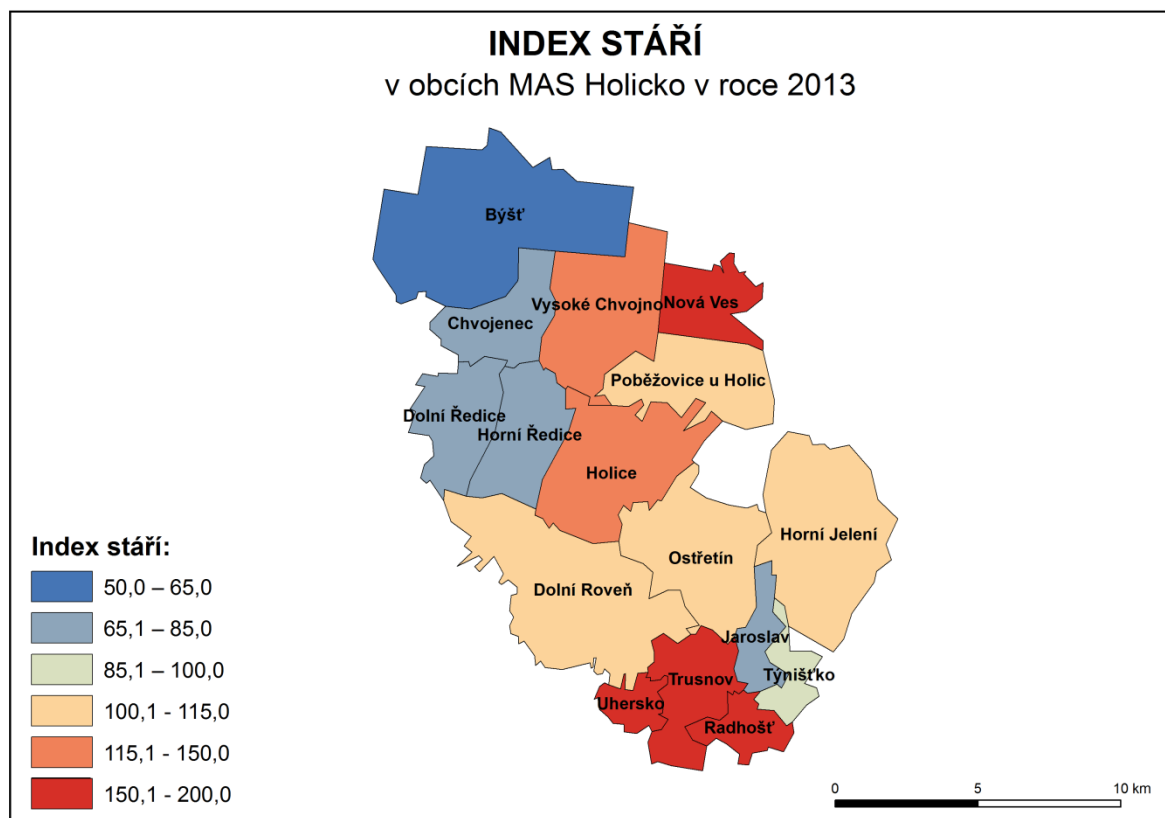 INDEX STÁŘÍ
v obcích MAS Holicko v roce 2013
Býšť
Vysoké Chvojno
Nová Ves
Chvojenec
Poběžovice u Holic
Dolní Ředice
Horní Ředice
Holice
Horní Jelení
Ostřetín
Dolní Roveň
Jaroslav
Týnišťko
Trusnov
Uhersko
Radhošť
Index stáří:
50,0 – 65,0
65,1 – 85,0
85,1 – 100,0
100,1 - 115,0
115,1 - 150,0
150,1 - 200,0
0 5 10 km